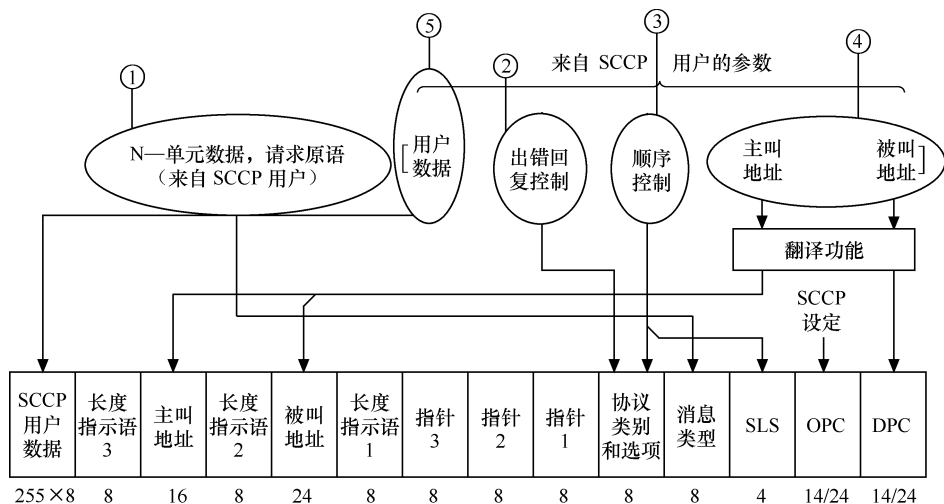 ⑤
③
④
①
②
来自 SCCP 用户的参数
N—单元数据，请求原语
（来自 SCCP 用户）
[用户
数据
出错回
复控制
顺序
控制
主叫
地址
被叫]
地址
翻译功能
SCCP
设定
SCCP
用户
数据
长度
指示语
3
主叫
地址
长度
指示语
2
被叫
地址
长度
指示语
1
指针
3
指针
2
指针
1
协议
类别
和选项
消息
类型
SLS
OPC
DPC
255×8 8 16 8 24 8 8 8 8 8 8 4 14/24 14/24